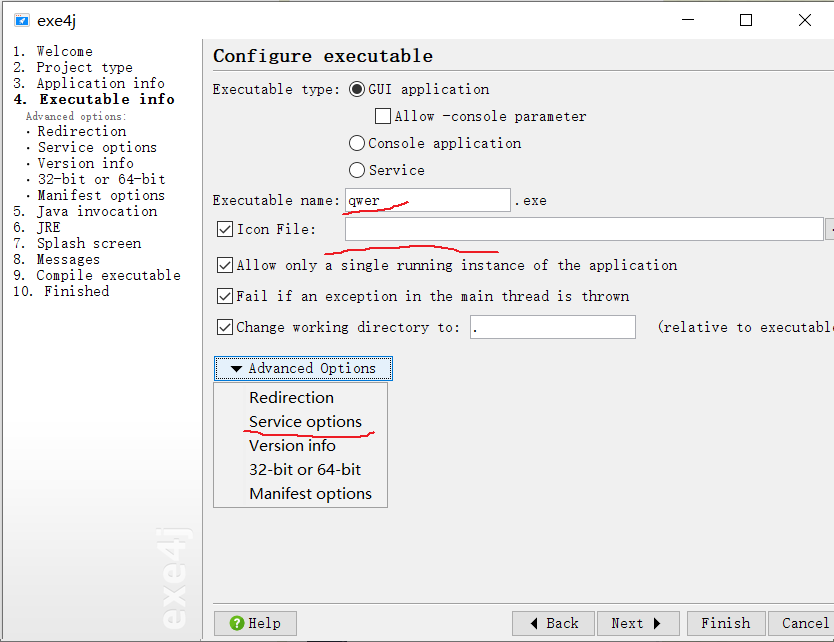 exe4j
1. Welcome
2. Project type
3. Application info
4. Executable info
Advanced options:
· Redirection
· Service options
· Version info
· 32-bit or 64-bit
· Manifest options
5. Java invocation
6. JRE
7. Splash screen
8. Messages
9. Compile executable
10. Finished
exe4j
Configure executable
Executable type: GUI application
Allow -console parameter
Console application
Service
Executable name: qwer .exe
Icon File:
Allow only a single running instance of the application
Fail if an exception in the main thread is thrown
Change working directory to: . (relative to executabl
Advanced Options
Redirection
Service options
Version info
32-bit or 64-bit
Manifest options
Help Back Next Finish Cancel